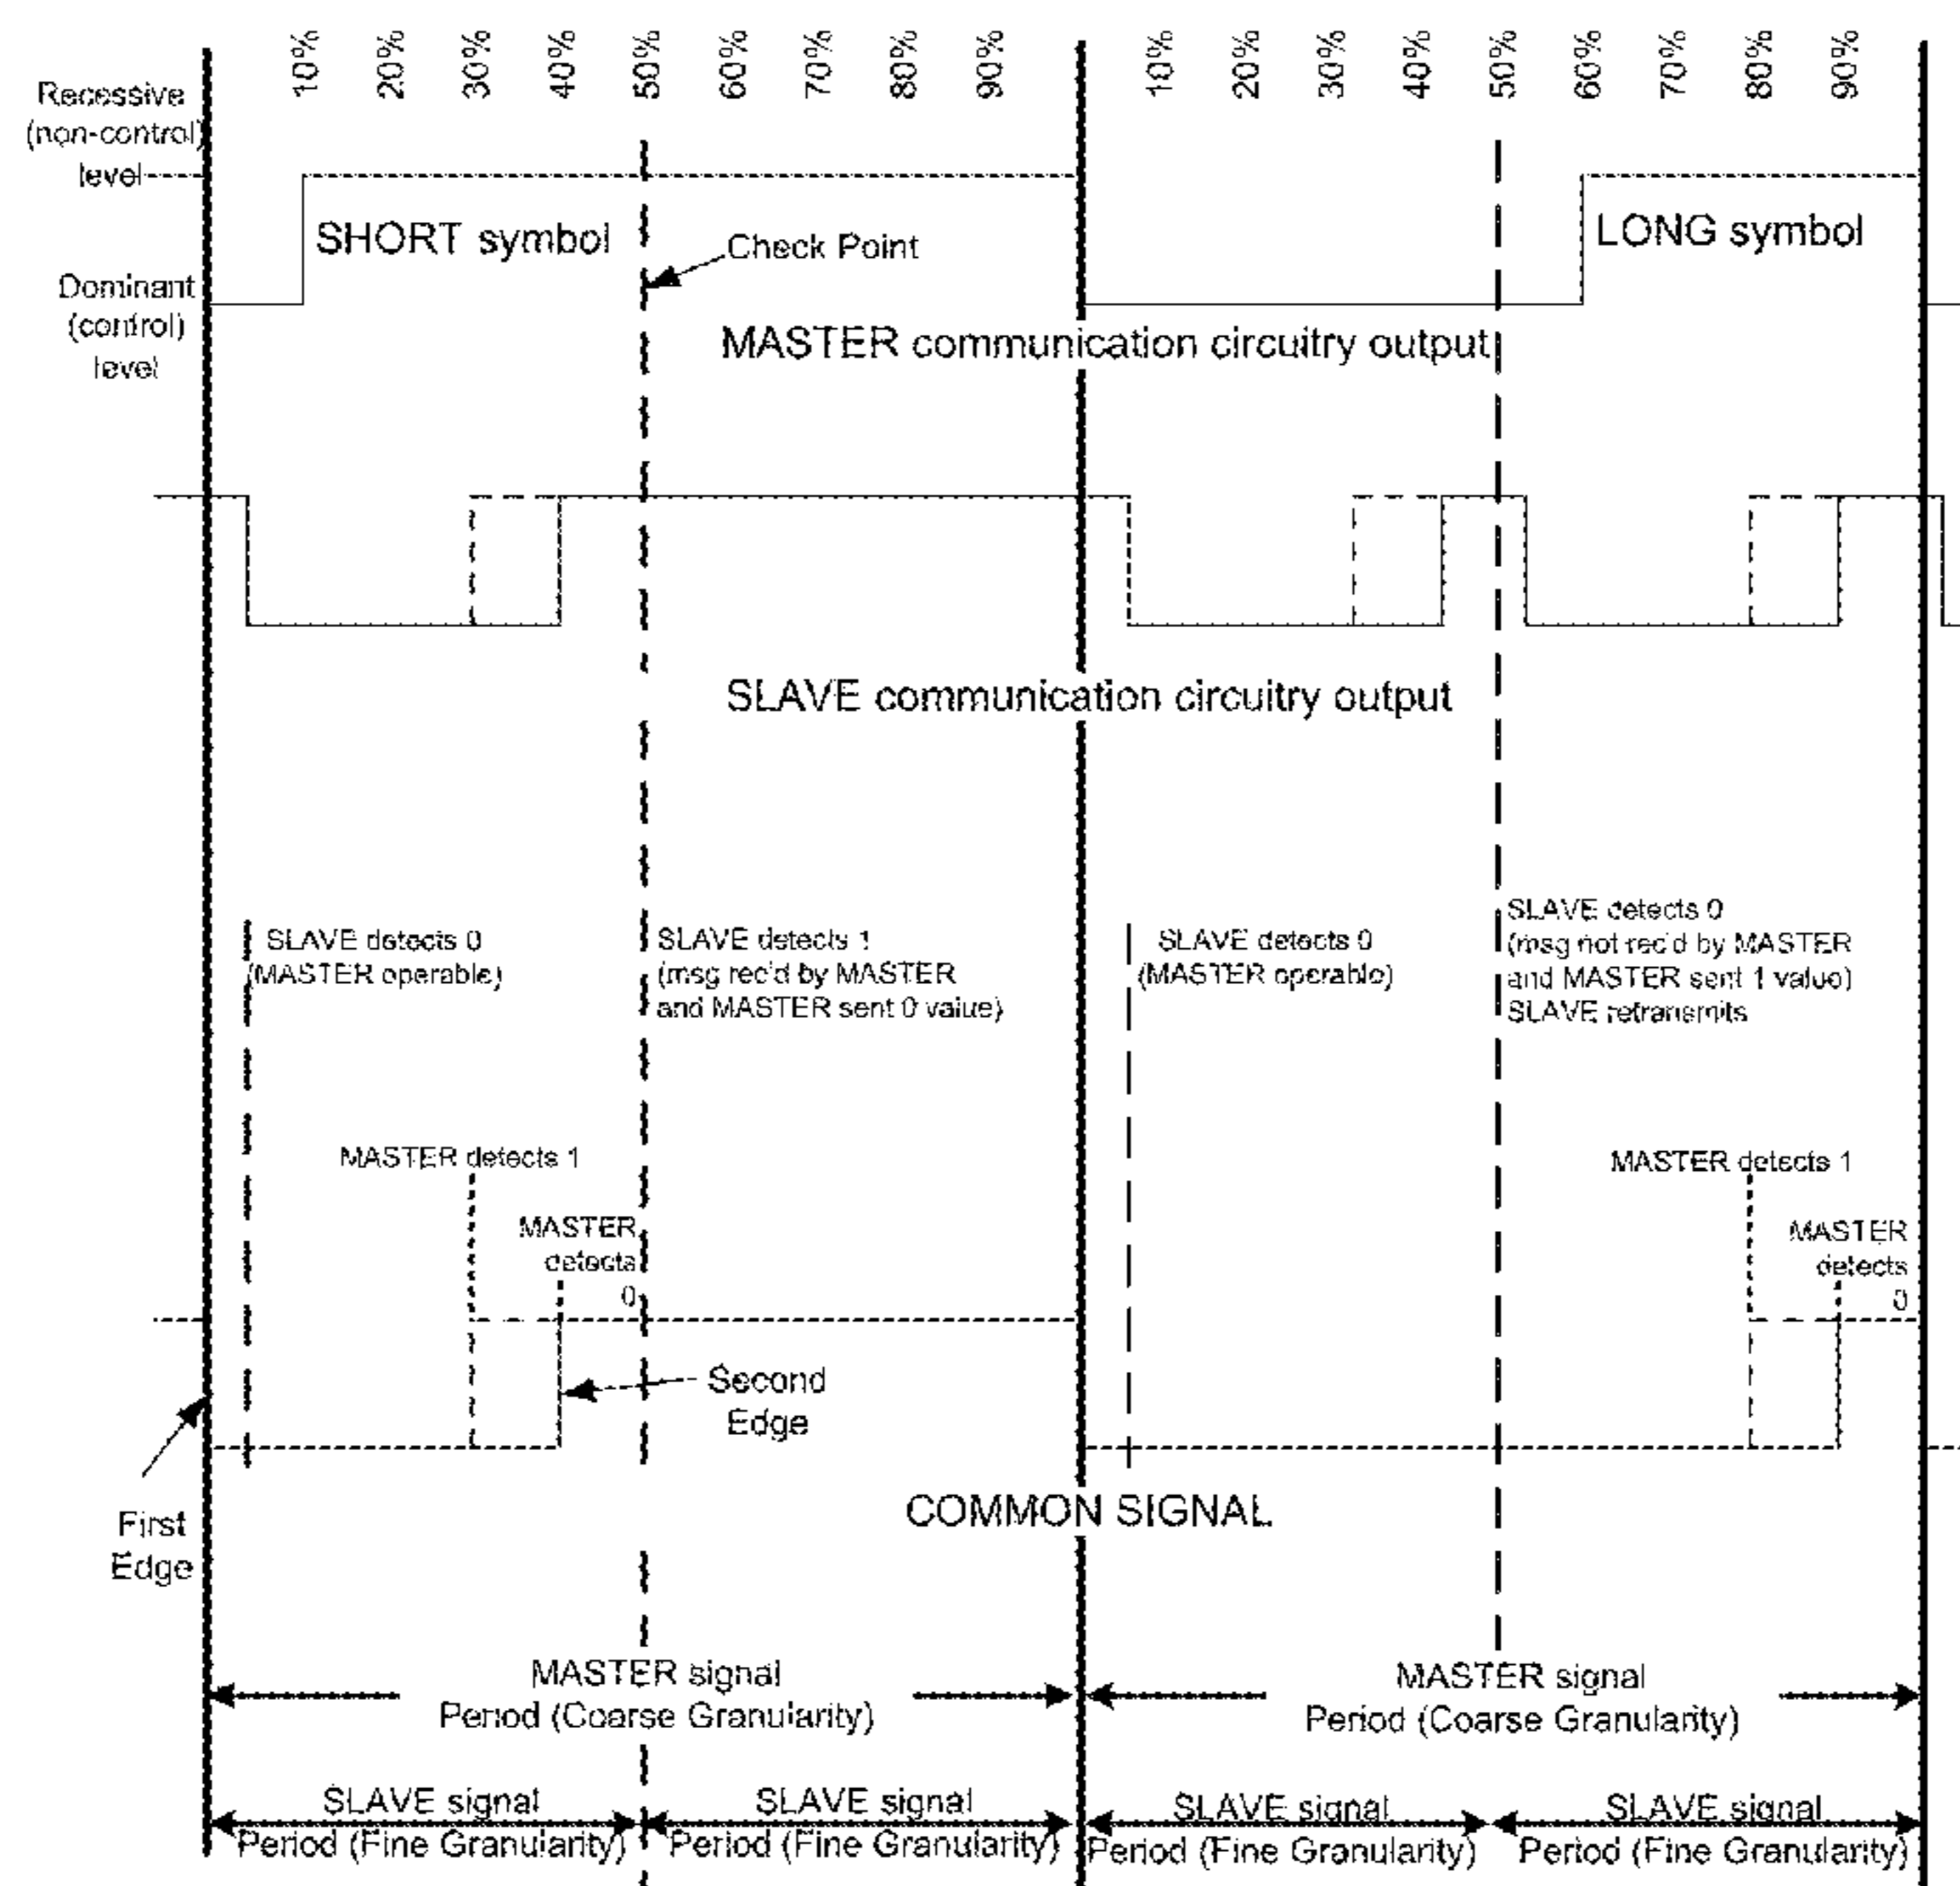 10%
20%
30%
40%
50%
60%
70%
80%
90%
10%
20%
30%
40%
50%
60%
70%
80%
90%
Recessive
(non-control)
level
SHORT symbol
Check Point
LONG symbol
Dominant
(control)
level
MASTER communication circuitry output
SLAVE communication circuitry output
SLAVE detects 0
(MASTER operable)
SLAVE detects 1
(msg rec'd by MASTER
and MASTER sent 0 value)
SLAVE detects 0
(MASTER operable)
SLAVE detects 0
(msg not rec'd by MASTER
and MASTER sent 1 value)
SLAVE retransmits
MASTER detects 1
MASTER
detects
0
MASTER detects 1
MASTER
detects
0
Second
Edge
First
Edge
COMMON SIGNAL
MASTER signal
Period (Coarse Granularity)
MASTER signal
Period (Coarse Granularity)
SLAVE signal
Period (Fine Granularity)
SLAVE signal
Period (Fine Granularity)
SLAVE signal
Period (Fine Granularity)
SLAVE signal
Period (Fine Granularity)